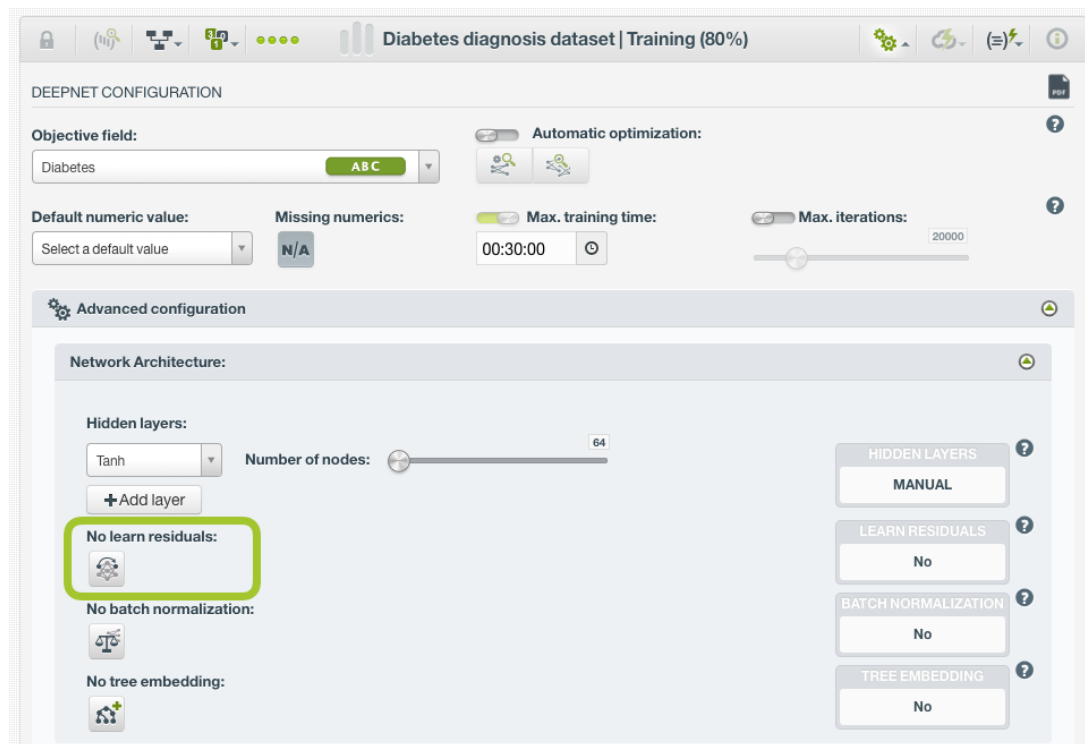 Diabetes diagnosis dataset | Training (80%)
DEEPNET CONFIGURATION
PDF
Objective field:
Automatic optimization:
?
Diabetes ABC
Default numeric value:
Missing numerics:
Max. training time:
Max. iterations:
?
Select a default value
N/A
00:30:00
20000
Advanced configuration
Network Architecture:
Hidden layers:
Tanh
Number of nodes:
64
HIDDEN LAYERS
?
MANUAL
+Add layer
No learn residuals:
LEARN RESIDUALS
?
No
No batch normalization:
BATCH NORMALIZATION
?
No
No tree embedding:
TREE EMBEDDING
?
No